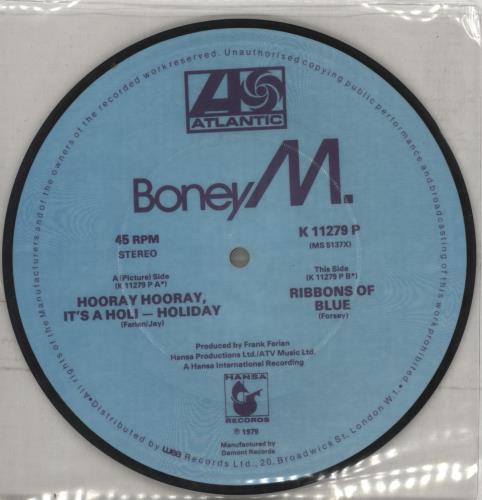 •All rights of the Manufacturers and of the owners of the recorded work reserved. Unauthorised copying public performance and broadcasting of this work prohibited.
ATLANTIC
Boney M.
45 RPM
STEREO
K 11279 P
(MS 5137X)
A (Picture) Side
(K 11279 P A*)
HOORAY HOORAY,
IT'S A HOLI — HOLIDAY
(Farian/Jay)
This Side
(K 11279 P B*)
RIBBONS OF
BLUE
(Forsey)
Produced by Frank Farian
Hansa Productions Ltd./ATV Music Ltd.
A Hansa International Recording
HANSA
RECORDS
℗ 1979
Manufactured by
Damont Records
•Distributed by wea Records Ltd., 20, Broadwick St. London W1.•